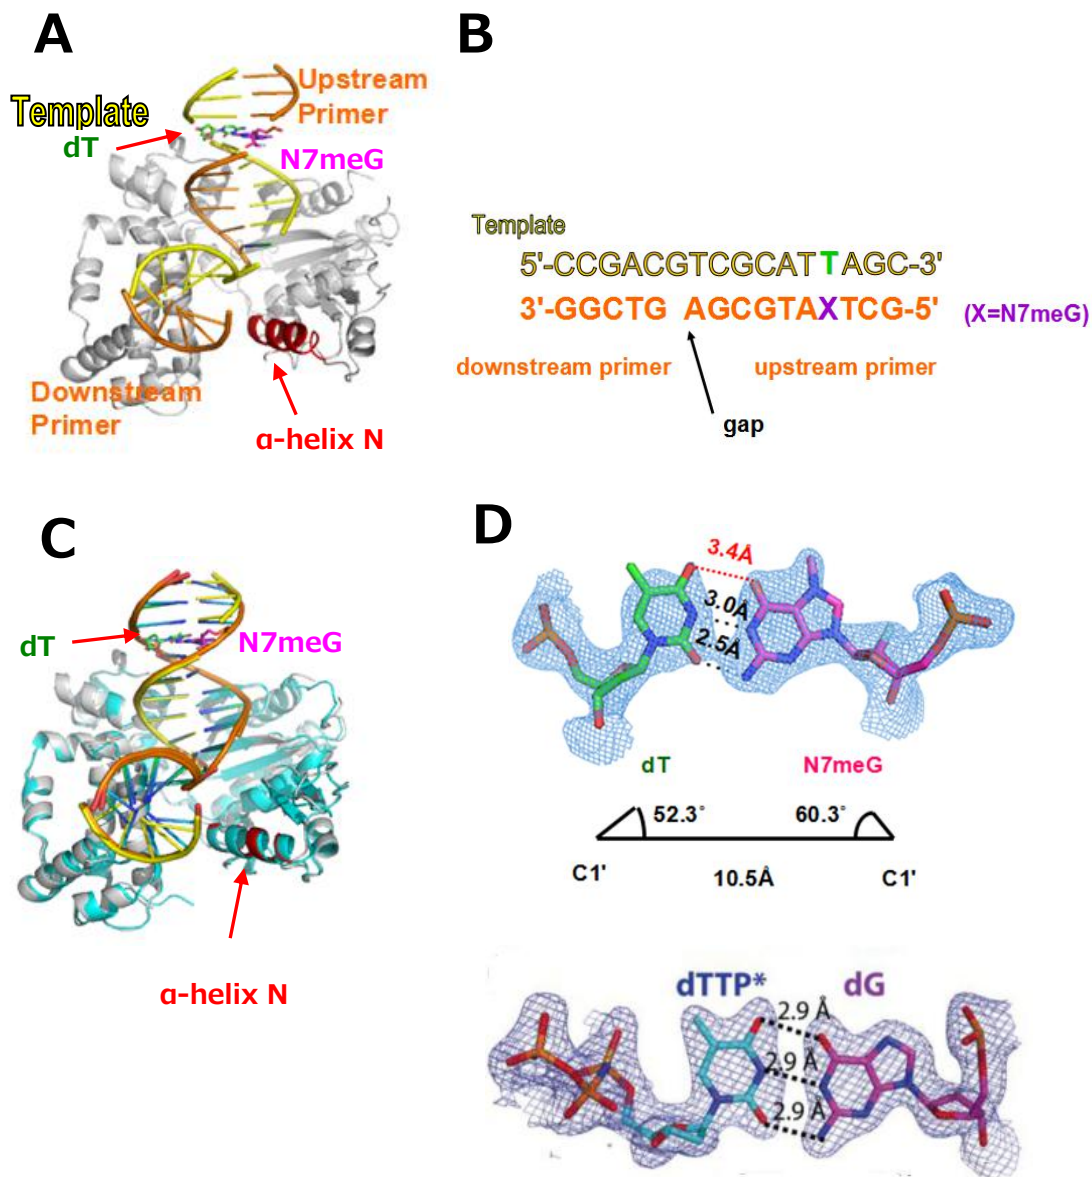 A
Upstream
Primer
Template
dT
N7meG
Downstream
Primer
α-helix N
B
Template
5'-CCGACGTCGCAT T AGC-3'
3'-GGCTG AGCGTAXTCG-5' (X=N7meG)
downstream primer upstream primer
gap
C
dT
N7meG
α-helix N
D
3.4Å
3.0Å
2.5Å
dT N7meG
52.3° 60.3°
C1' 10.5Å C1'
dTTP* dG
2.9 Å
2.9 Å
2.9 Å